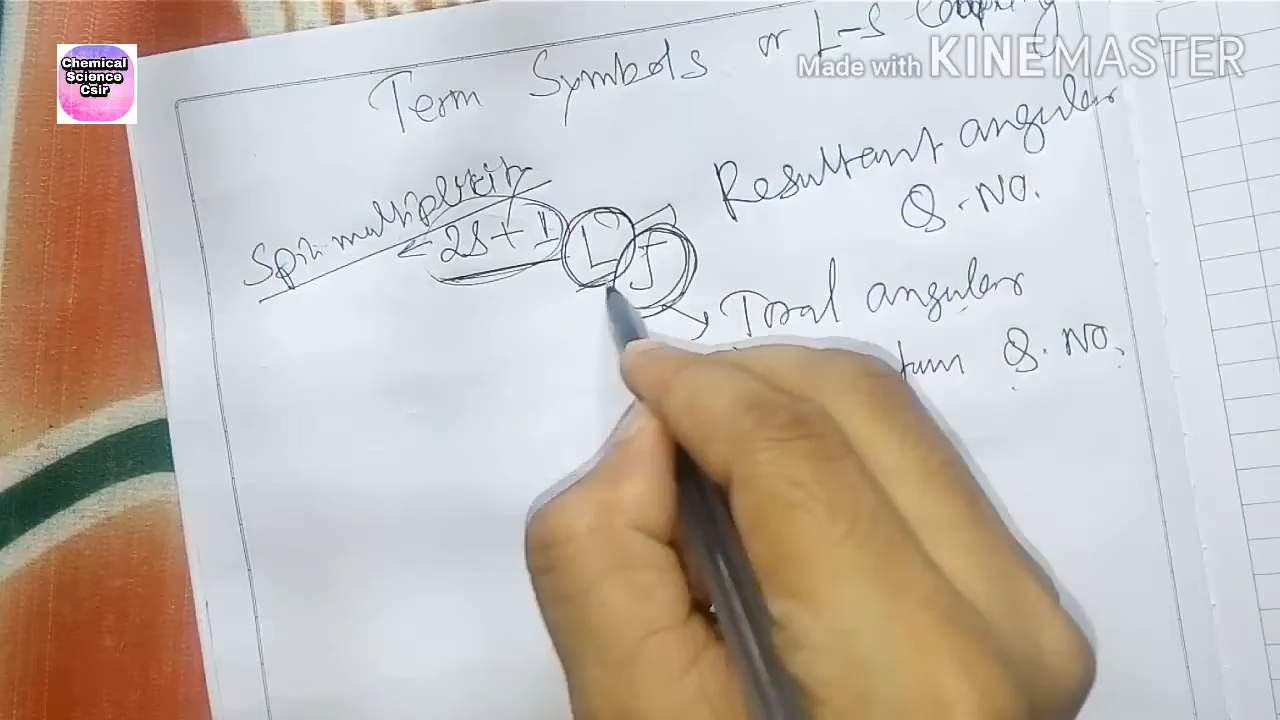 Chemical
Science
Csir
Made with KINEMASTER
Term Symbols or L-S Coupling
Spin multiplicity
2S+1 L J
Resultant angular
Q. No.
Total angular
Q. No.